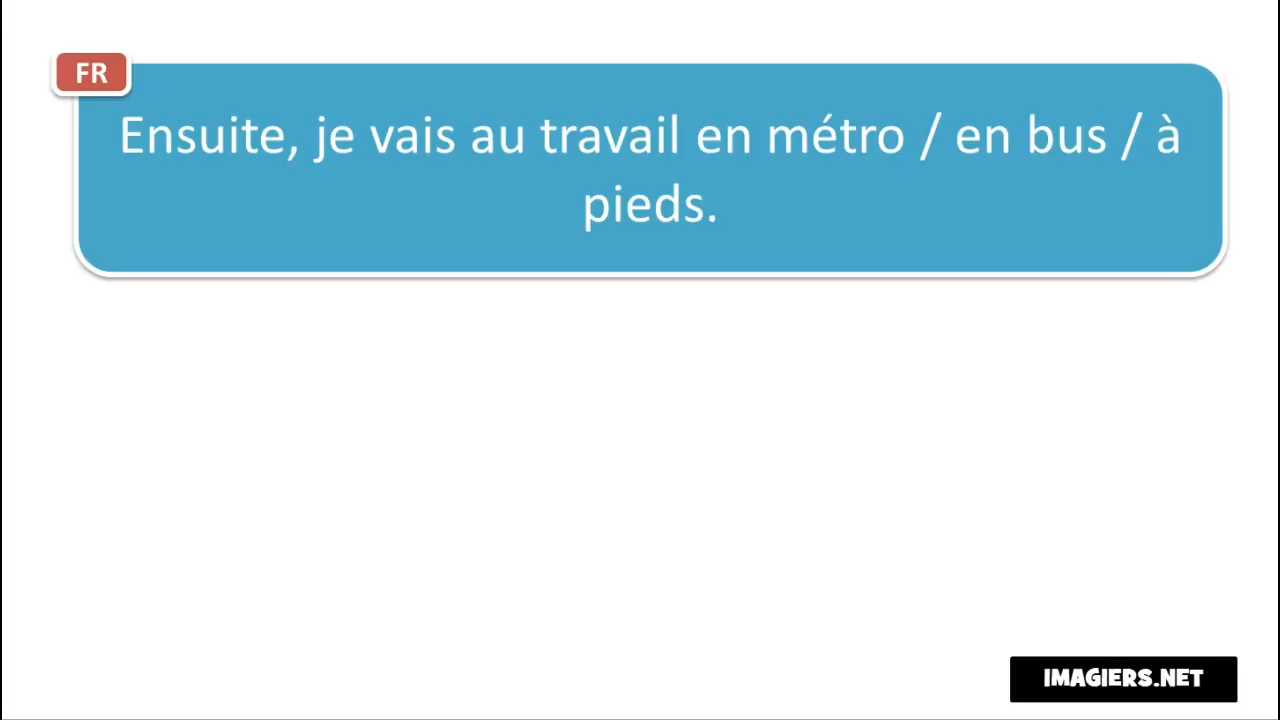 FR
Ensuite, je vais au travail en métro / en bus / à
pieds.
IMAGIERS.NET